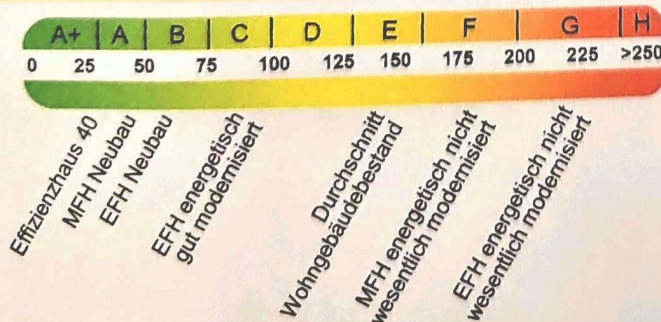 A+ A B C D E F G H
0 25 50 75 100 125 150 175 200 225 >250
Effizienzhaus 40
MFH Neubau
EFH Neubau
EFH energetisch
gut modernisiert
Durchschnitt
Wohngebäudebestand
MFH energetisch nicht
wesentlich modernisiert
EFH energetisch nicht
wesentlich modernisiert